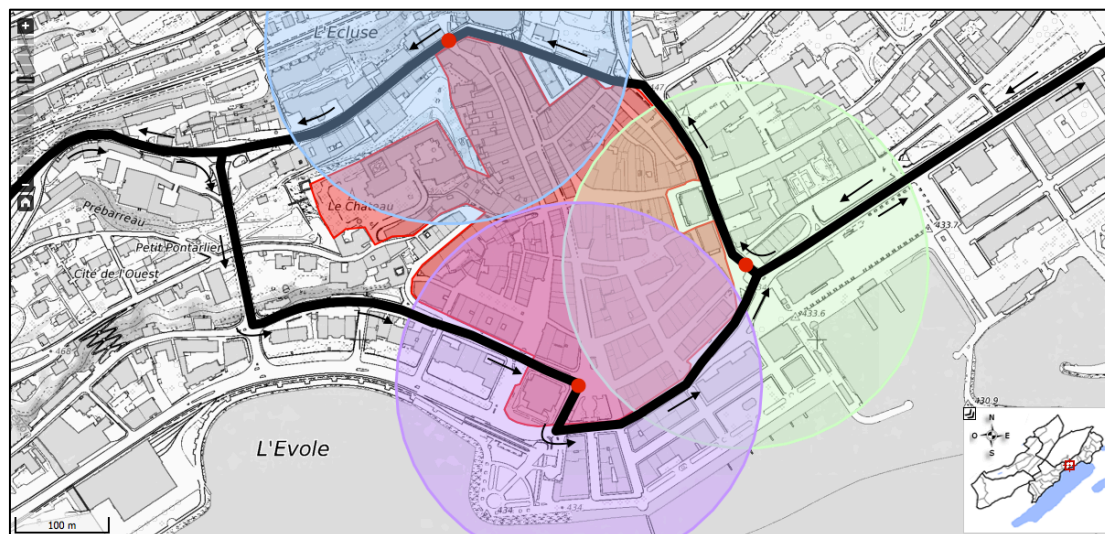 L'Ecluse
47
Le Château
Prébarreau
433.7
Petit Pontarlier
Cité de l'Ouest
433.6
468
430.9
L'Evole
N
O
E
S
434
434
100 m